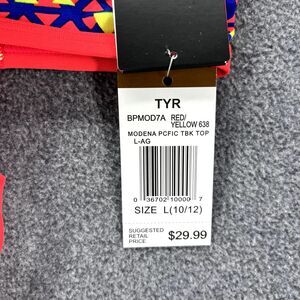 TYR
BPMOD7A RED/
YELLOW 638
MODENA PCFIC TBK TOP
L-AG
0 36702 10000 7
SIZE L(10/12)
SUGGESTED
RETAIL
PRICE $29.99